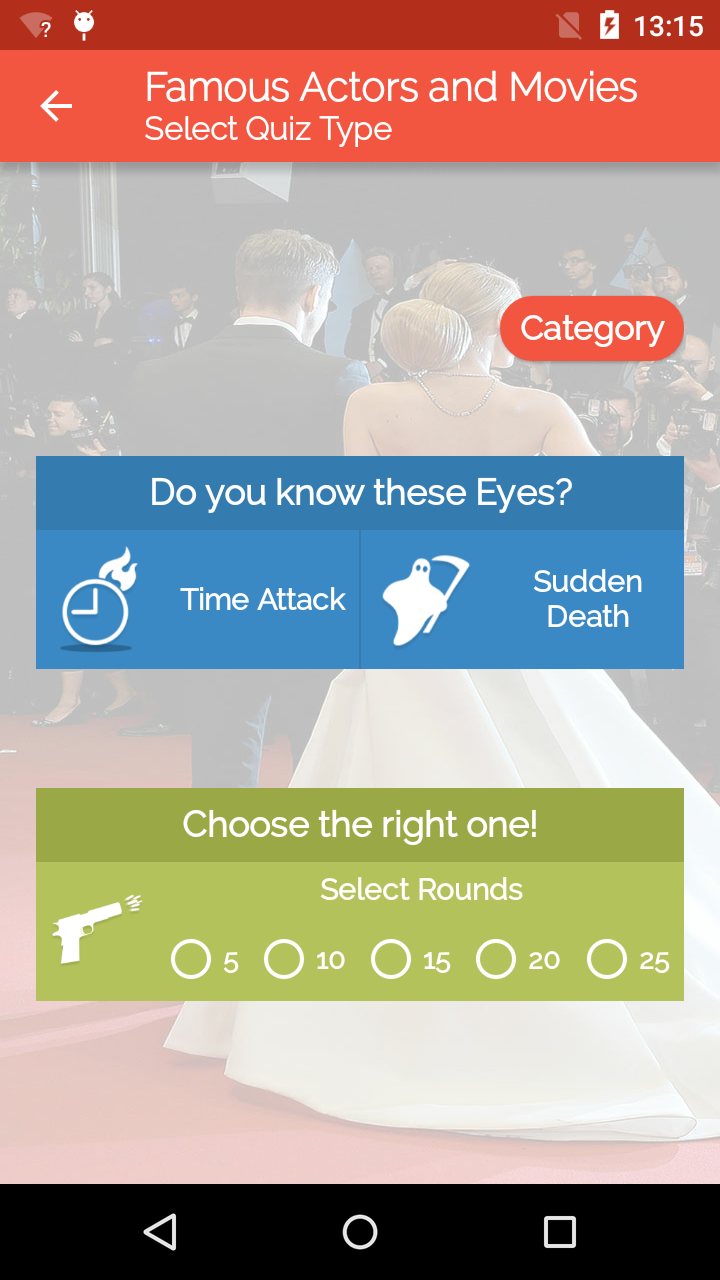 13:15
Famous Actors and Movies
Select Quiz Type
Category
Do you know these Eyes?
Time Attack
Sudden
Death
Choose the right one!
Select Rounds
5 10 15 20 25